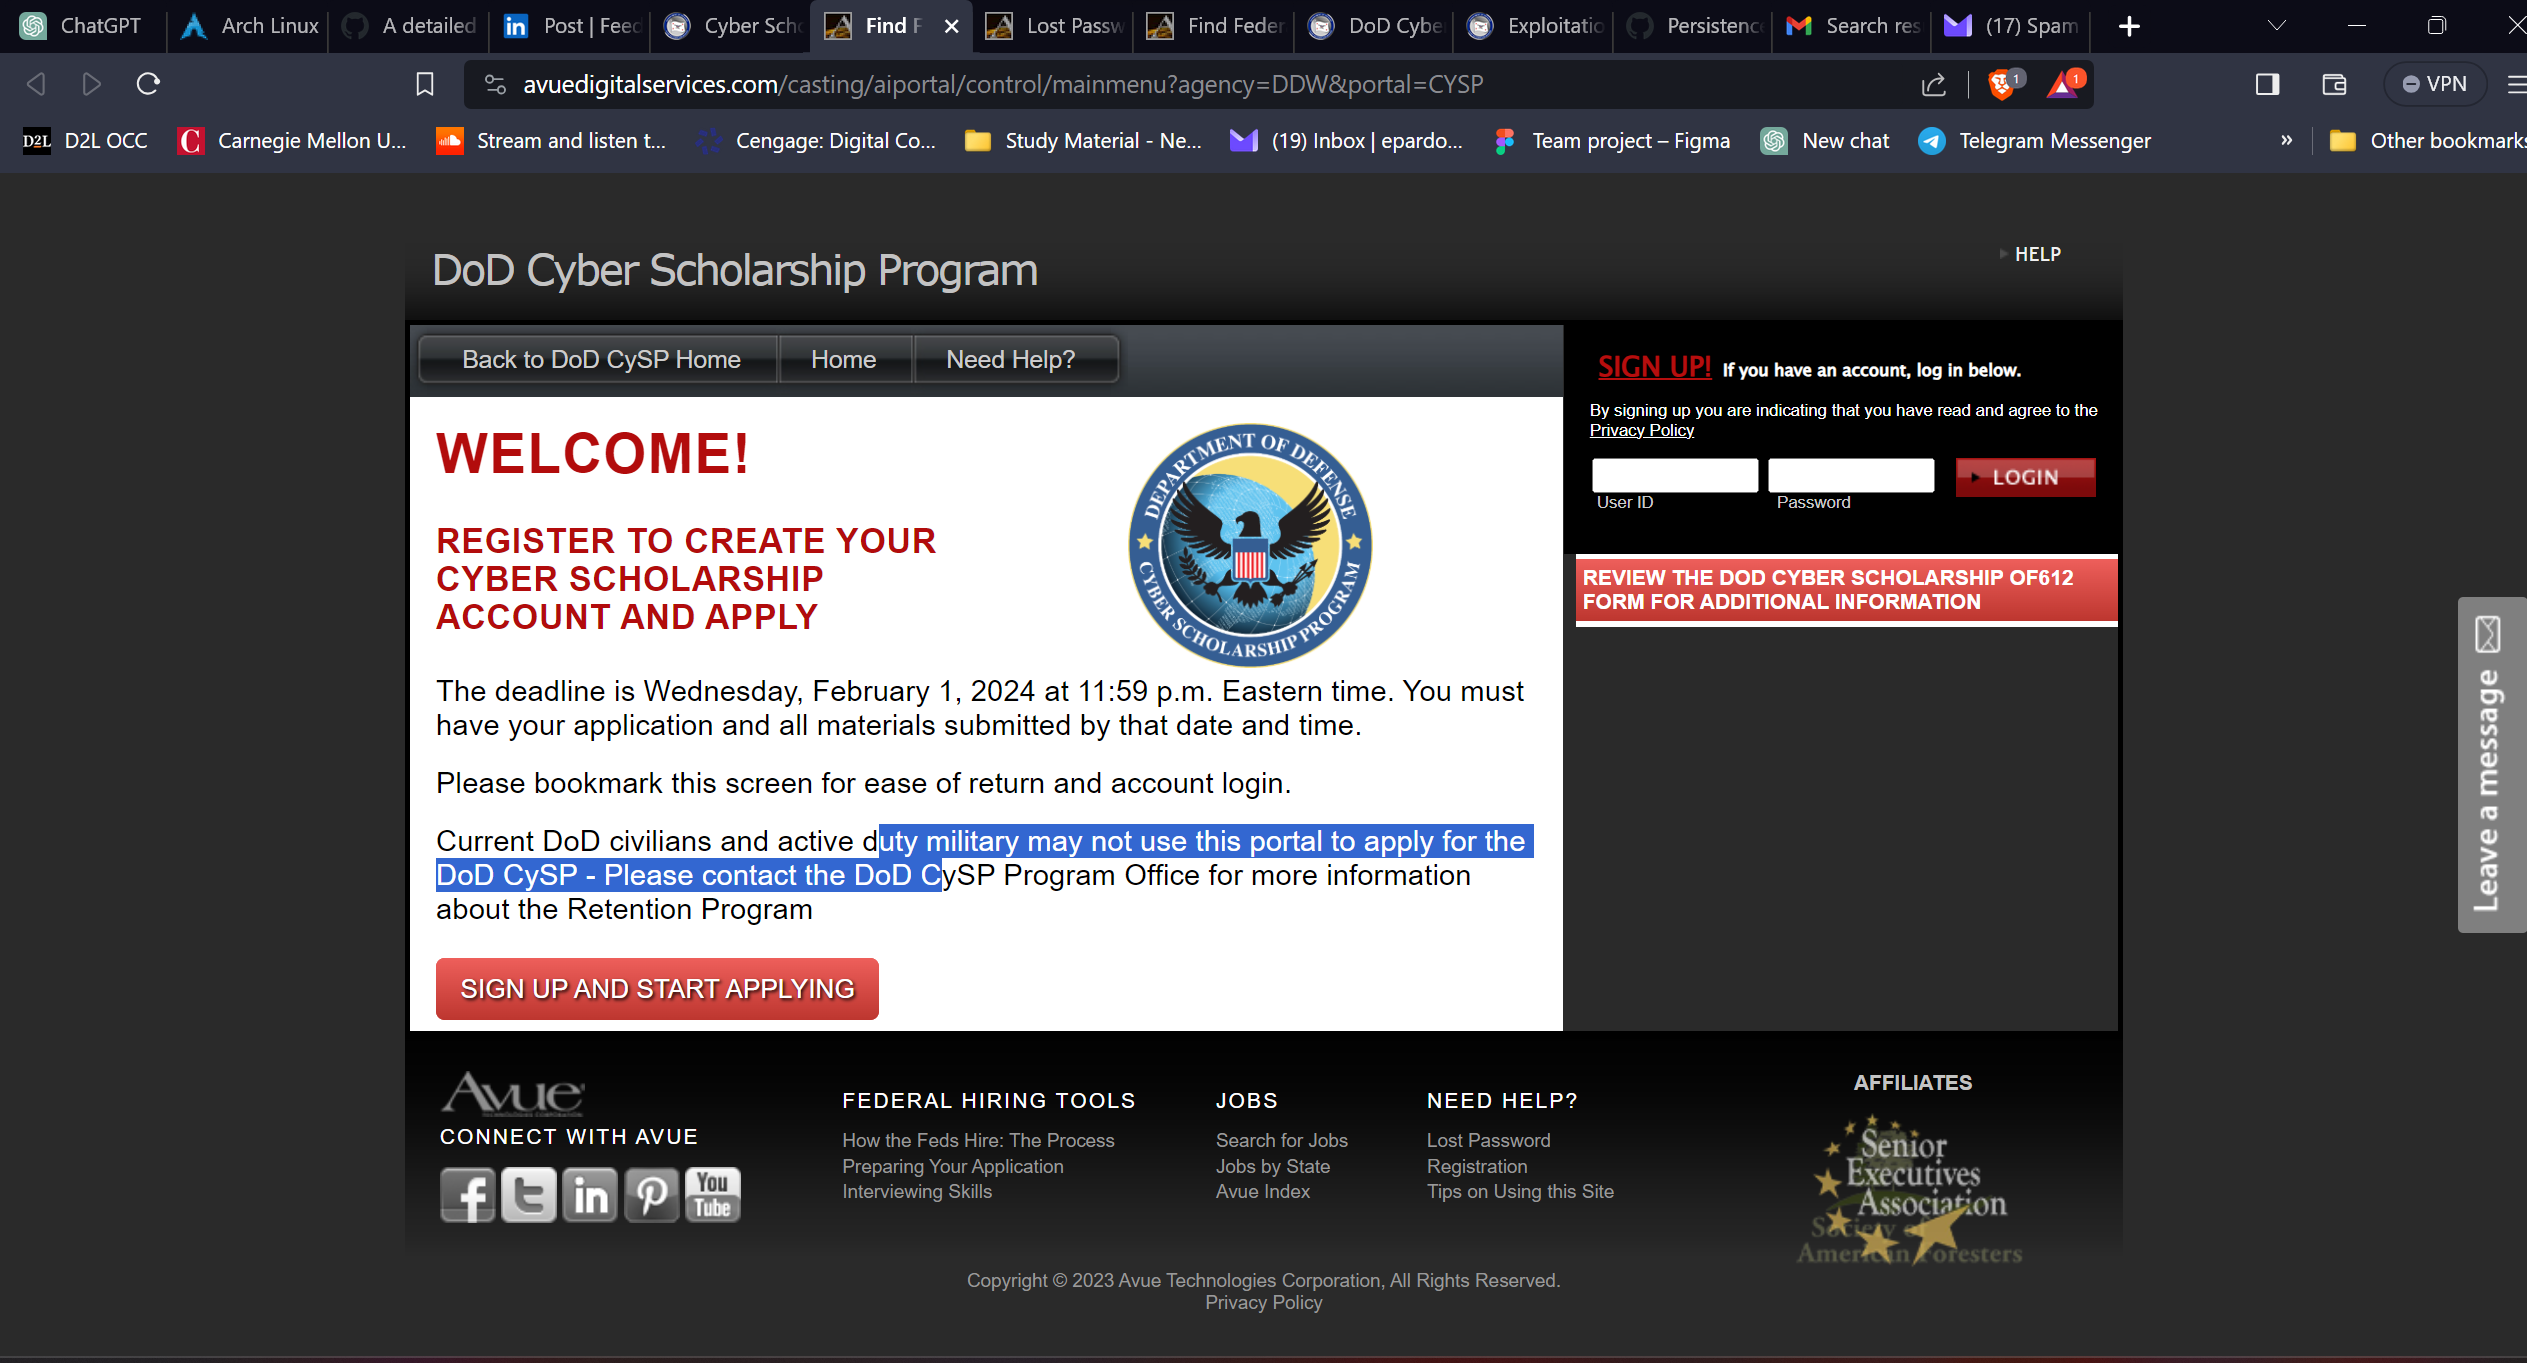 ChatGPT
Arch Linux
A detailed
Post | Feed
Cyber Scho
Find F
Lost Passw
Find Feder
DoD Cyber
Exploitatio
Persistence
Search res
(17) Spam
avuedigitalservices.com/casting/aiportal/control/mainmenu?agency=DDW&portal=CYSP
1
1
VPN
D2L
D2L OCC
C
Carnegie Mellon U...
Stream and listen t...
Cengage: Digital Co...
Study Material - Ne...
(19) Inbox | epardo...
Team project – Figma
New chat
Telegram Messenger
»
Other bookmarks
DoD Cyber Scholarship Program
HELP
Back to DoD CySP Home
Home
Need Help?
SIGN UP! If you have an account, log in below.
By signing up you are indicating that you have read and agree to the
Privacy Policy
LOGIN
User ID
Password
WELCOME!
DEPARTMENT OF DEFENSE
CYBER SCHOLARSHIP PROGRAM
REGISTER TO CREATE YOUR
CYBER SCHOLARSHIP
ACCOUNT AND APPLY
REVIEW THE DOD CYBER SCHOLARSHIP OF612
FORM FOR ADDITIONAL INFORMATION
The deadline is Wednesday, February 1, 2024 at 11:59 p.m. Eastern time. You must
have your application and all materials submitted by that date and time.
Please bookmark this screen for ease of return and account login.
Current DoD civilians and active duty military may not use this portal to apply for the
DoD CySP - Please contact the DoD CySP Program Office for more information
about the Retention Program
SIGN UP AND START APPLYING
Leave a message
Avue
CONNECT WITH AVUE
You
Tube
FEDERAL HIRING TOOLS
How the Feds Hire: The Process
Preparing Your Application
Interviewing Skills
JOBS
Search for Jobs
Jobs by State
Avue Index
NEED HELP?
Lost Password
Registration
Tips on Using this Site
AFFILIATES
Senior
Executives
Association
Society of
American Foresters
Copyright © 2023 Avue Technologies Corporation, All Rights Reserved.
Privacy Policy